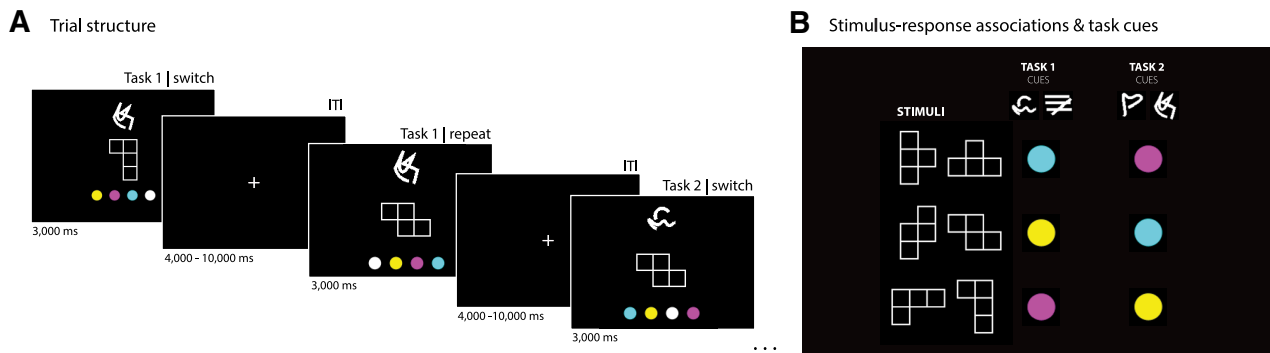 A Trial structure
Task 1 | switch
3,000 ms
ITI
4,000 - 10,000 ms
Task 1 | repeat
3,000 ms
ITI
4,000 -10,000 ms
Task 2 | switch
3,000 ms
. . .
B Stimulus-response associations & task cues
TASK 1 TASK 2
CUES CUES
STIMULI